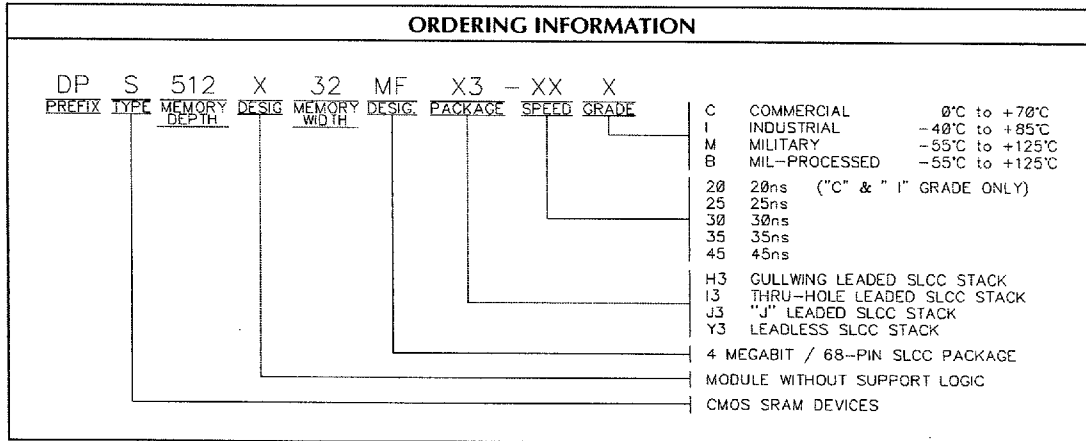 ORDERING INFORMATION
DP S 512 X 32 MF X3 - XX X
PREFIX TYPE MEMORY DEPTH DESIG MEMORY WIDTH DESIG. PACKAGE SPEED GRADE
C COMMERCIAL 0°C to +70°C
I INDUSTRIAL -40°C to +85°C
M MILITARY -55°C to +125°C
B MIL-PROCESSED -55°C to +125°C
20 20ns ("C" & " I" GRADE ONLY)
25 25ns
30 30ns
35 35ns
45 45ns
H3 GULLWING LEADED SLCC STACK
I3 THRU-HOLE LEADED SLCC STACK
J3 "J" LEADED SLCC STACK
Y3 LEADLESS SLCC STACK
4 MEGABIT / 68-PIN SLCC PACKAGE
MODULE WITHOUT SUPPORT LOGIC
CMOS SRAM DEVICES